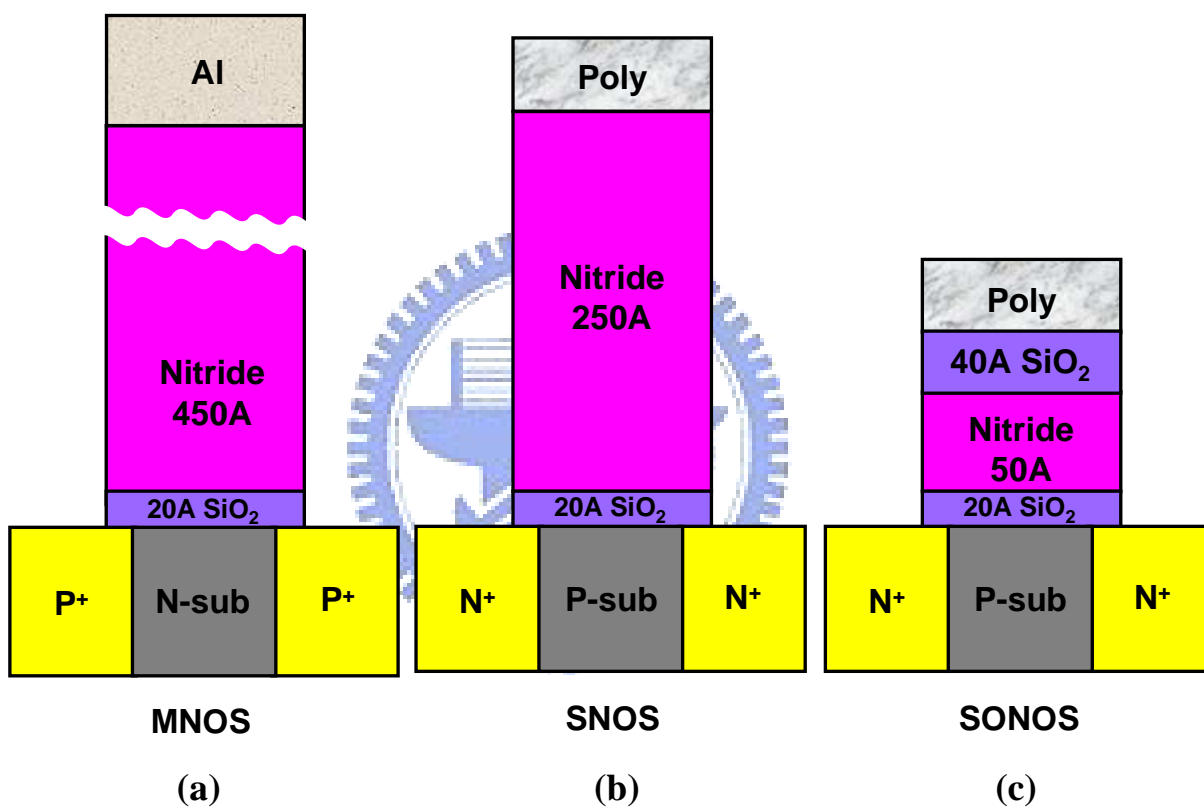 Al
Nitride
450A
20A SiO₂
P⁺ N-sub P⁺
MNOS
(a)
Poly
Nitride
250A
20A SiO₂
N⁺ P-sub N⁺
SNOS
(b)
Poly
40A SiO₂
Nitride
50A
20A SiO₂
N⁺ P-sub N⁺
SONOS
(c)